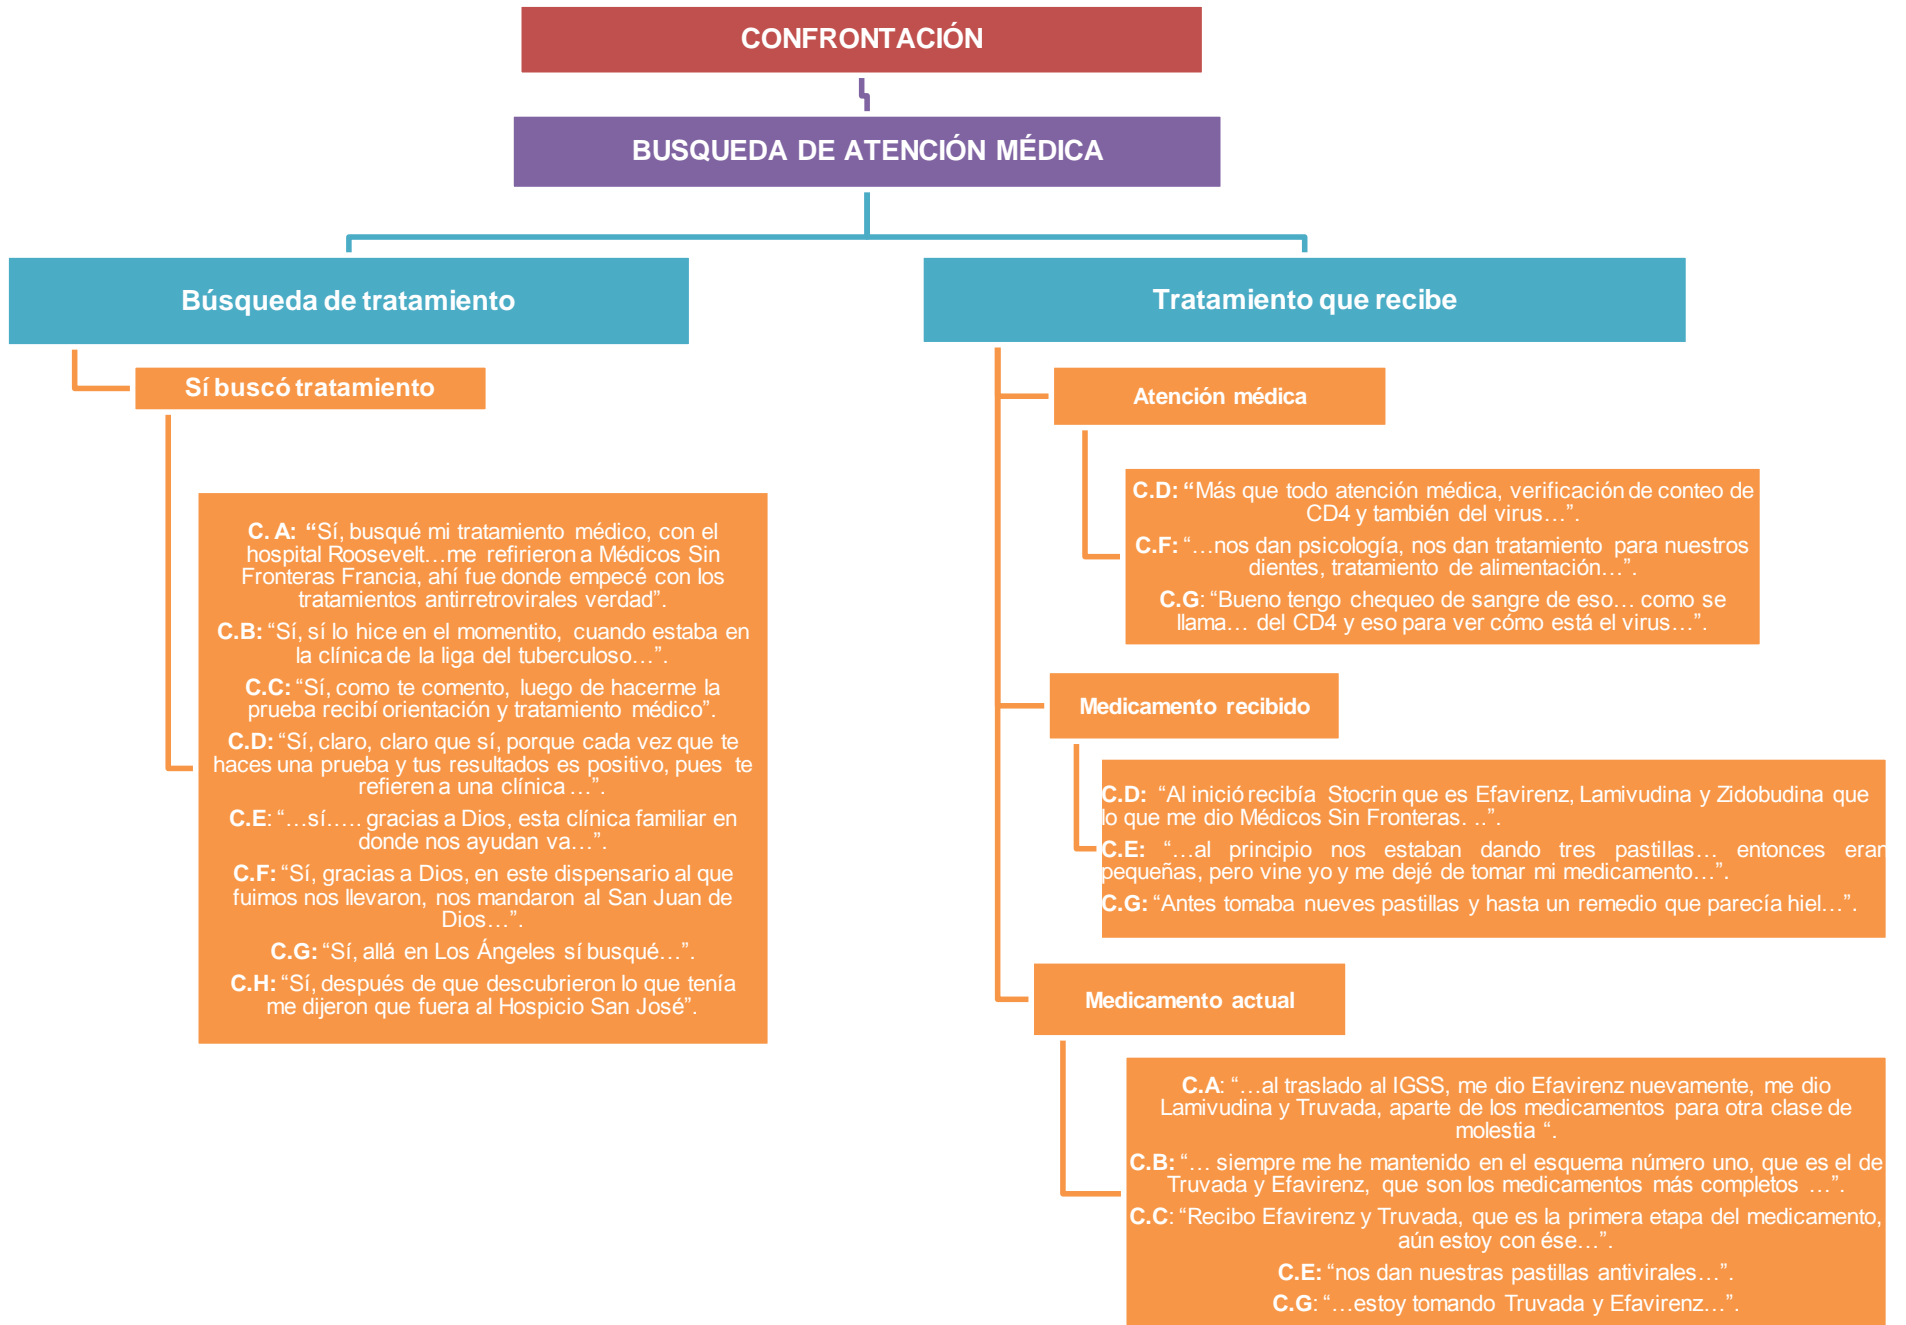 CONFRONTACIÓN
BUSQUEDA DE ATENCIÓN MÉDICA
Búsqueda de tratamiento
Sí buscó tratamiento
C. A: “Sí, busqué mi tratamiento médico, con el
hospital Roosevelt…me refirieron a Médicos Sin
Fronteras Francia, ahí fue donde empecé con los
tratamientos antirretrovirales verdad”.
C.B: “Sí, sí lo hice en el momentito, cuando estaba en
la clínica de la liga del tuberculoso…”.
C.C: “Sí, como te comento, luego de hacerme la
prueba recibí orientación y tratamiento médico”.
C.D: “Sí, claro, claro que sí, porque cada vez que te
haces una prueba y tus resultados es positivo, pues te
refieren a una clínica …”.
C.E: “…sí….. gracias a Dios, esta clínica familiar en
donde nos ayudan va…”.
C.F: “Sí, gracias a Dios, en este dispensario al que
fuimos nos llevaron, nos mandaron al San Juan de
Dios…”.
C.G: “Sí, allá en Los Ángeles sí busqué…”.
C.H: “Sí, después de que descubrieron lo que tenía
me dijeron que fuera al Hospicio San José”.
Tratamiento que recibe
Atención médica
C.D: “Más que todo atención médica, verificación de conteo de
CD4 y también del virus…”.
C.F: “…nos dan psicología, nos dan tratamiento para nuestros
dientes, tratamiento de alimentación…”.
C.G: “Bueno tengo chequeo de sangre de eso… como se
llama… del CD4 y eso para ver cómo está el virus…”.
Medicamento recibido
C.D: “Al inició recibía Stocrin que es Efavirenz, Lamivudina y Zidobudina que
lo que me dio Médicos Sin Fronteras. ..”.
C.E: “…al principio nos estaban dando tres pastillas… entonces eran
pequeñas, pero vine yo y me dejé de tomar mi medicamento…”.
C.G: “Antes tomaba nueves pastillas y hasta un remedio que parecía hiel…”.
Medicamento actual
C.A: “…al traslado al IGSS, me dio Efavirenz nuevamente, me dio
Lamivudina y Truvada, aparte de los medicamentos para otra clase de
molestia “.
C.B: “… siempre me he mantenido en el esquema número uno, que es el de
Truvada y Efavirenz, que son los medicamentos más completos …”.
C.C: “Recibo Efavirenz y Truvada, que es la primera etapa del medicamento,
aún estoy con ése…”.
C.E: “nos dan nuestras pastillas antivirales…”.
C.G: “…estoy tomando Truvada y Efavirenz…”.